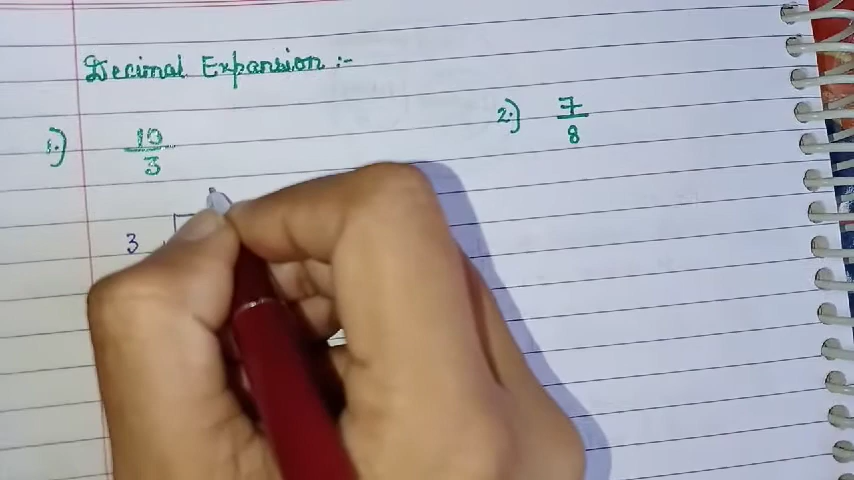 Decimal Expansion :-
1.) 10/3
2.) 7/8
3